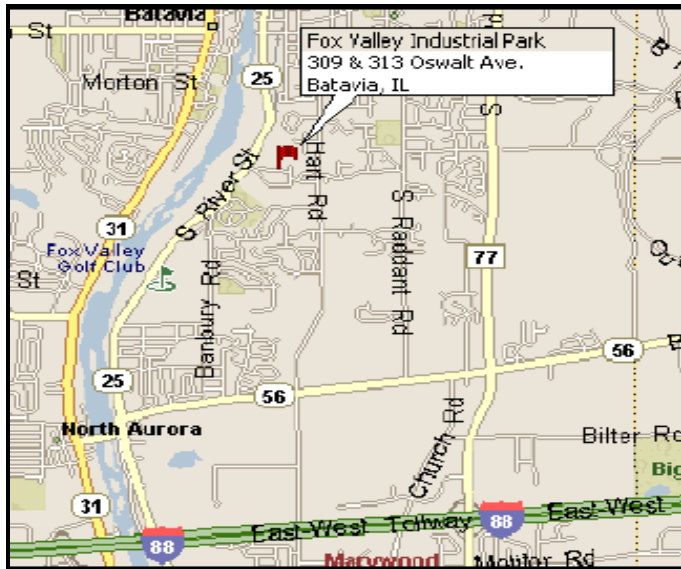 Batavia
St
Morton St
25
Fox Valley Industrial Park
309 & 313 Oswalt Ave.
Batavia, IL
S
B
S River St
Hart Rd
S Raddant Rd
31
Fox Valley
Golf Club
St
77
Banbury Rd
56
25
56
B
North Aurora
Church Rd
Bilter Rd
Big
31
East-West Tollway
88
East-West
88
Marywood
Molitor Rd